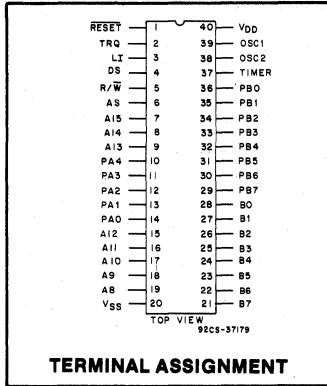 RESET 1 40 VDD
TRQ 2 39 OSC1
LI 3 38 OSC2
DS 4 37 TIMER
R/W 5 36 PB0
AS 6 35 PB1
A15 7 34 PB2
A14 8 33 PB3
A13 9 32 PB4
PA4 10 31 PB5
PA3 11 30 PB6
PA2 12 29 PB7
PA1 13 28 B0
PA0 14 27 B1
A12 15 26 B2
A11 16 25 B3
A10 17 24 B4
A9 18 23 B5
A8 19 22 B6
VSS 20 21 B7
TOP VIEW
92CS-37179
TERMINAL ASSIGNMENT